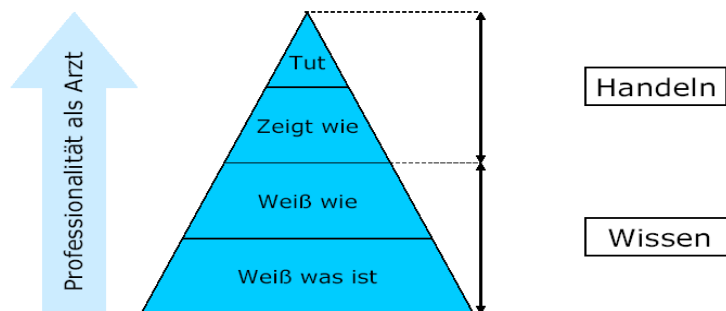 Professionalität als Arzt
Tut
Zeigt wie
Weiß wie
Weiß was ist
Handeln
Wissen